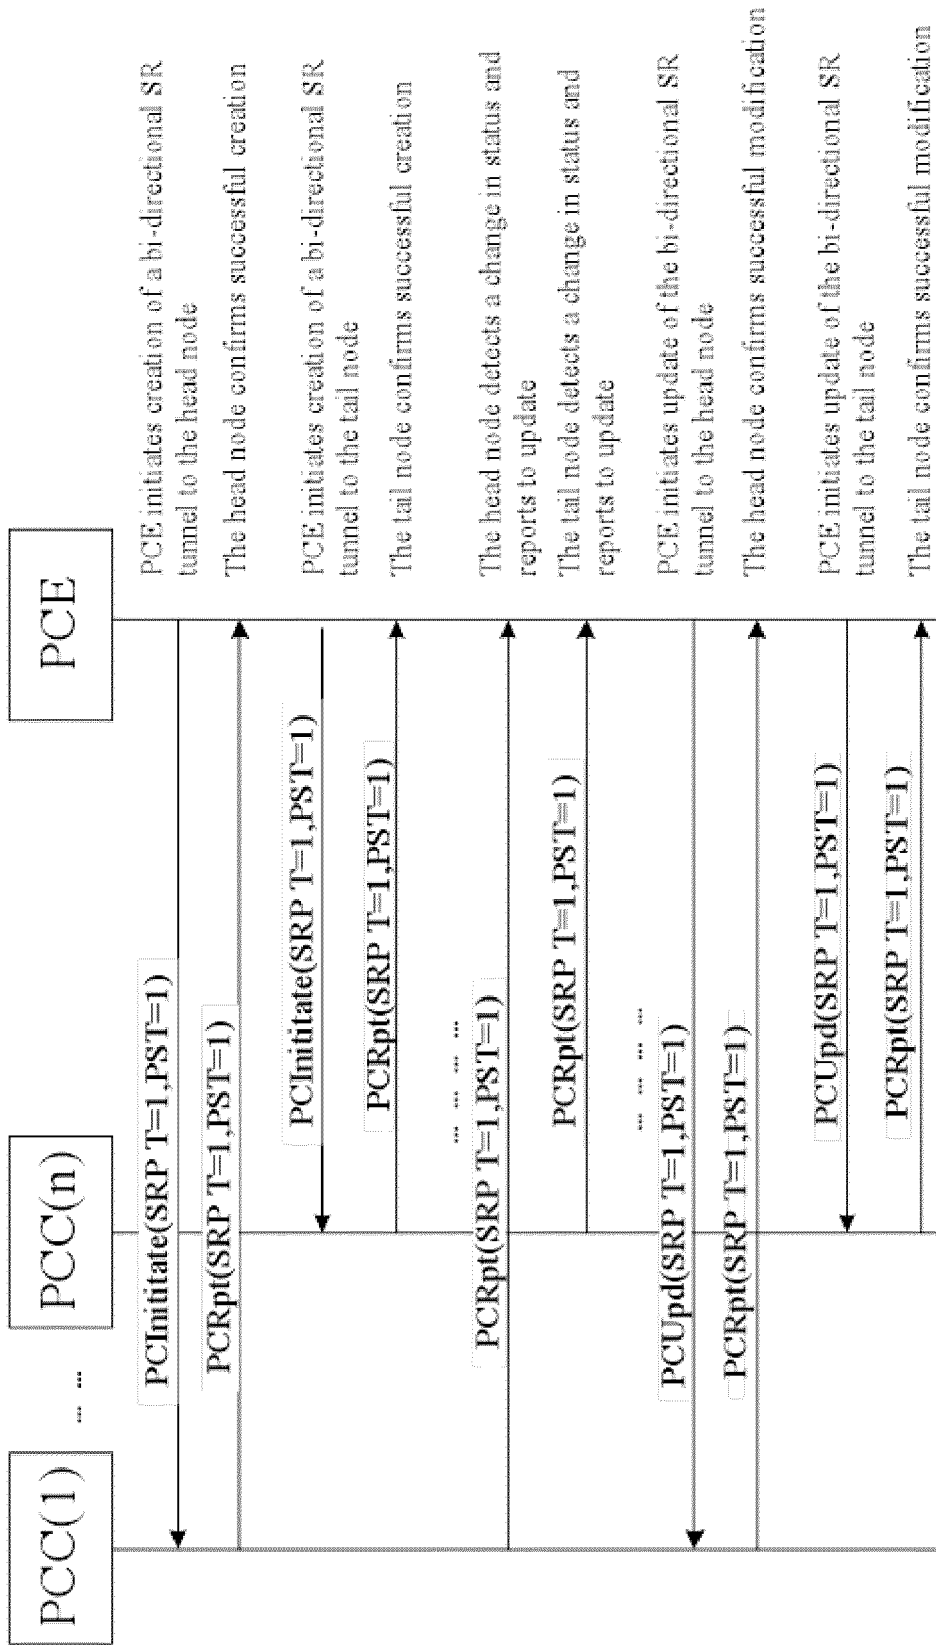 PCC(1)
... ...
PCC(n)
PCE
PCInititate(SRP T=1,PST=1)
PCE initiates creation of a bi-directional SR
tunnel to the head node
PCRpt(SRP T=1,PST=1)
The head node confirms successful creation
PCInititate(SRP T=1,PST=1)
PCE initiates creation of a bi-directional SR
tunnel to the tail node
PCRpt(SRP T=1,PST=1)
The tail node confirms successful creation
... ... ... ...
PCRpt(SRP T=1,PST=1)
The head node detects a change in status and
reports to update
PCRpt(SRP T=1,PST=1)
The tail node detects a change in status and
reports to update
... ... ... ...
PCUpd(SRP T=1,PST=1)
PCE initiates update of the bi-directional SR
tunnel to the head node
PCRpt(SRP T=1,PST=1)
The head node confirms successful modification
PCUpd(SRP T=1,PST=1)
PCE initiates update of the bi-directional SR
tunnel to the tail node
PCRpt(SRP T=1,PST=1)
The tail node confirms successful modification